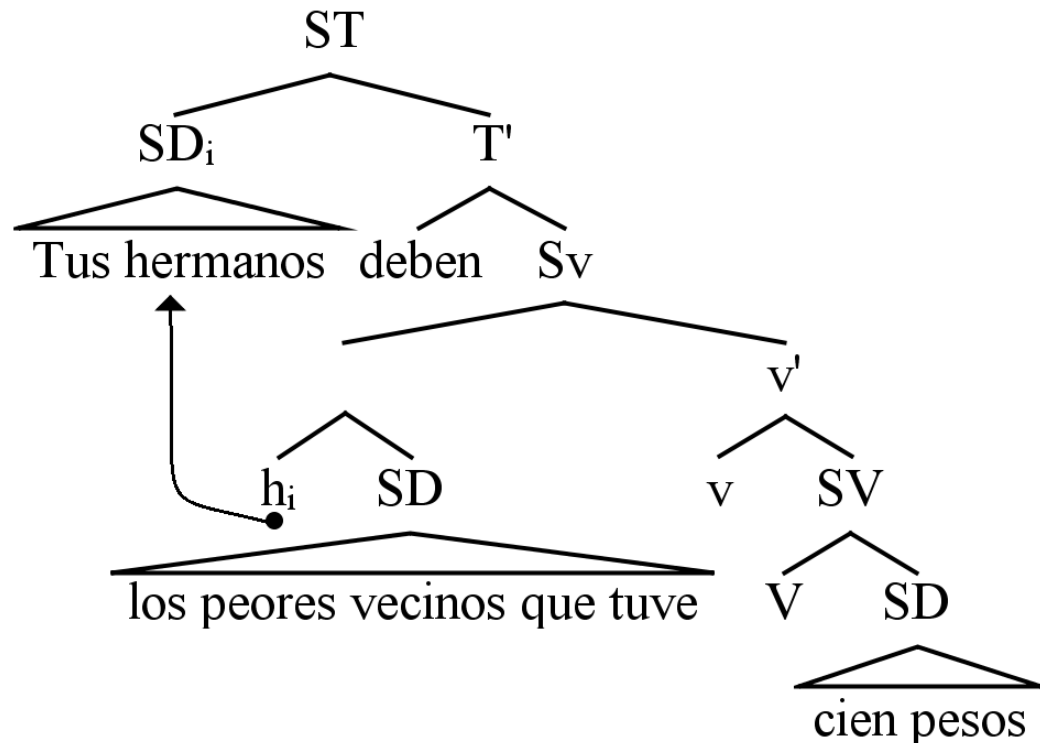 ST
SDᵢ T'
Tus hermanos deben Sv
v'
hᵢ SD v SV
los peores vecinos que tuve V SD
cien pesos